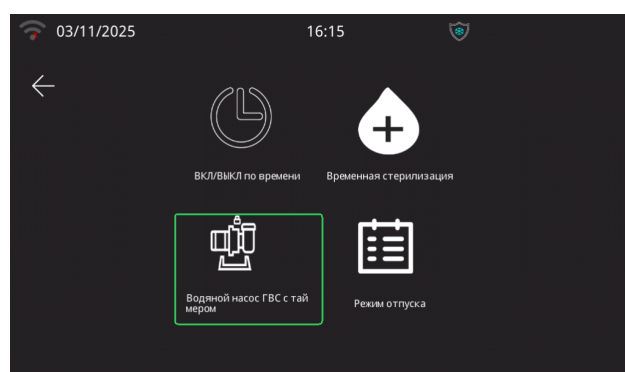 03/11/2025 16:15
ВКЛ/ВЫКЛ по времени Временная стерилизация
Водяной насос ГВС с тай
мером
Режим отпуска